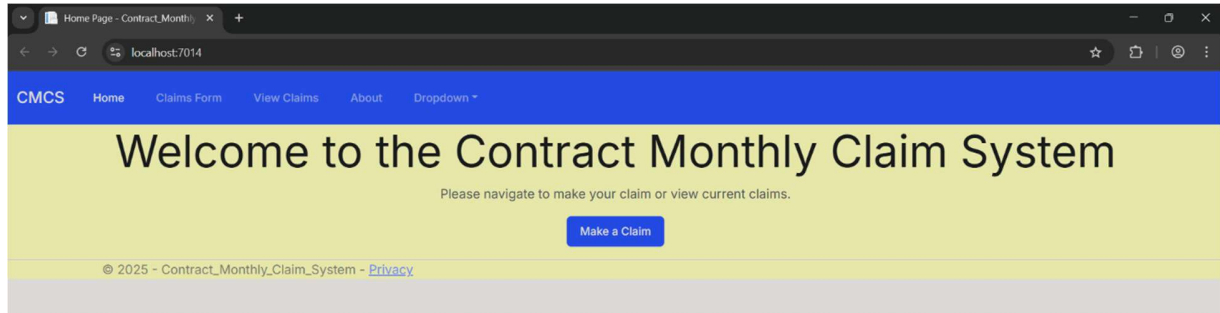 Home Page - Contract_Monthly
localhost:7014
CMCS Home Claims Form View Claims About Dropdown
Welcome to the Contract Monthly Claim System
Please navigate to make your claim or view current claims.
Make a Claim
© 2025 - Contract_Monthly_Claim_System - Privacy